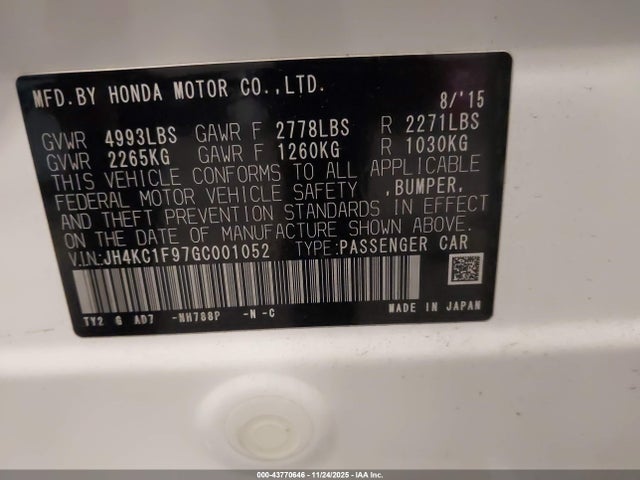 MFD.BY HONDA MOTOR CO.,LTD. 8/'15
GVWR 4993LBS GAWR F 2778LBS R 2271LBS
GVWR 2265KG GAWR F 1260KG R 1030KG
THIS VEHICLE CONFORMS TO ALL APPLICABLE
FEDERAL MOTOR VEHICLE SAFETY ,BUMPER,
AND THEFT PREVENTION STANDARDS IN EFFECT
ON THE DATE OF MANUFACTURE SHOWN ABOVE.
V.I.N:JH4KC1F97GC001052 TYPE:PASSENGER CAR
TY2 G AD7 -NH788P -N -C MADE IN JAPAN
000-43770646 - 11/24/2025 - IAA Inc.